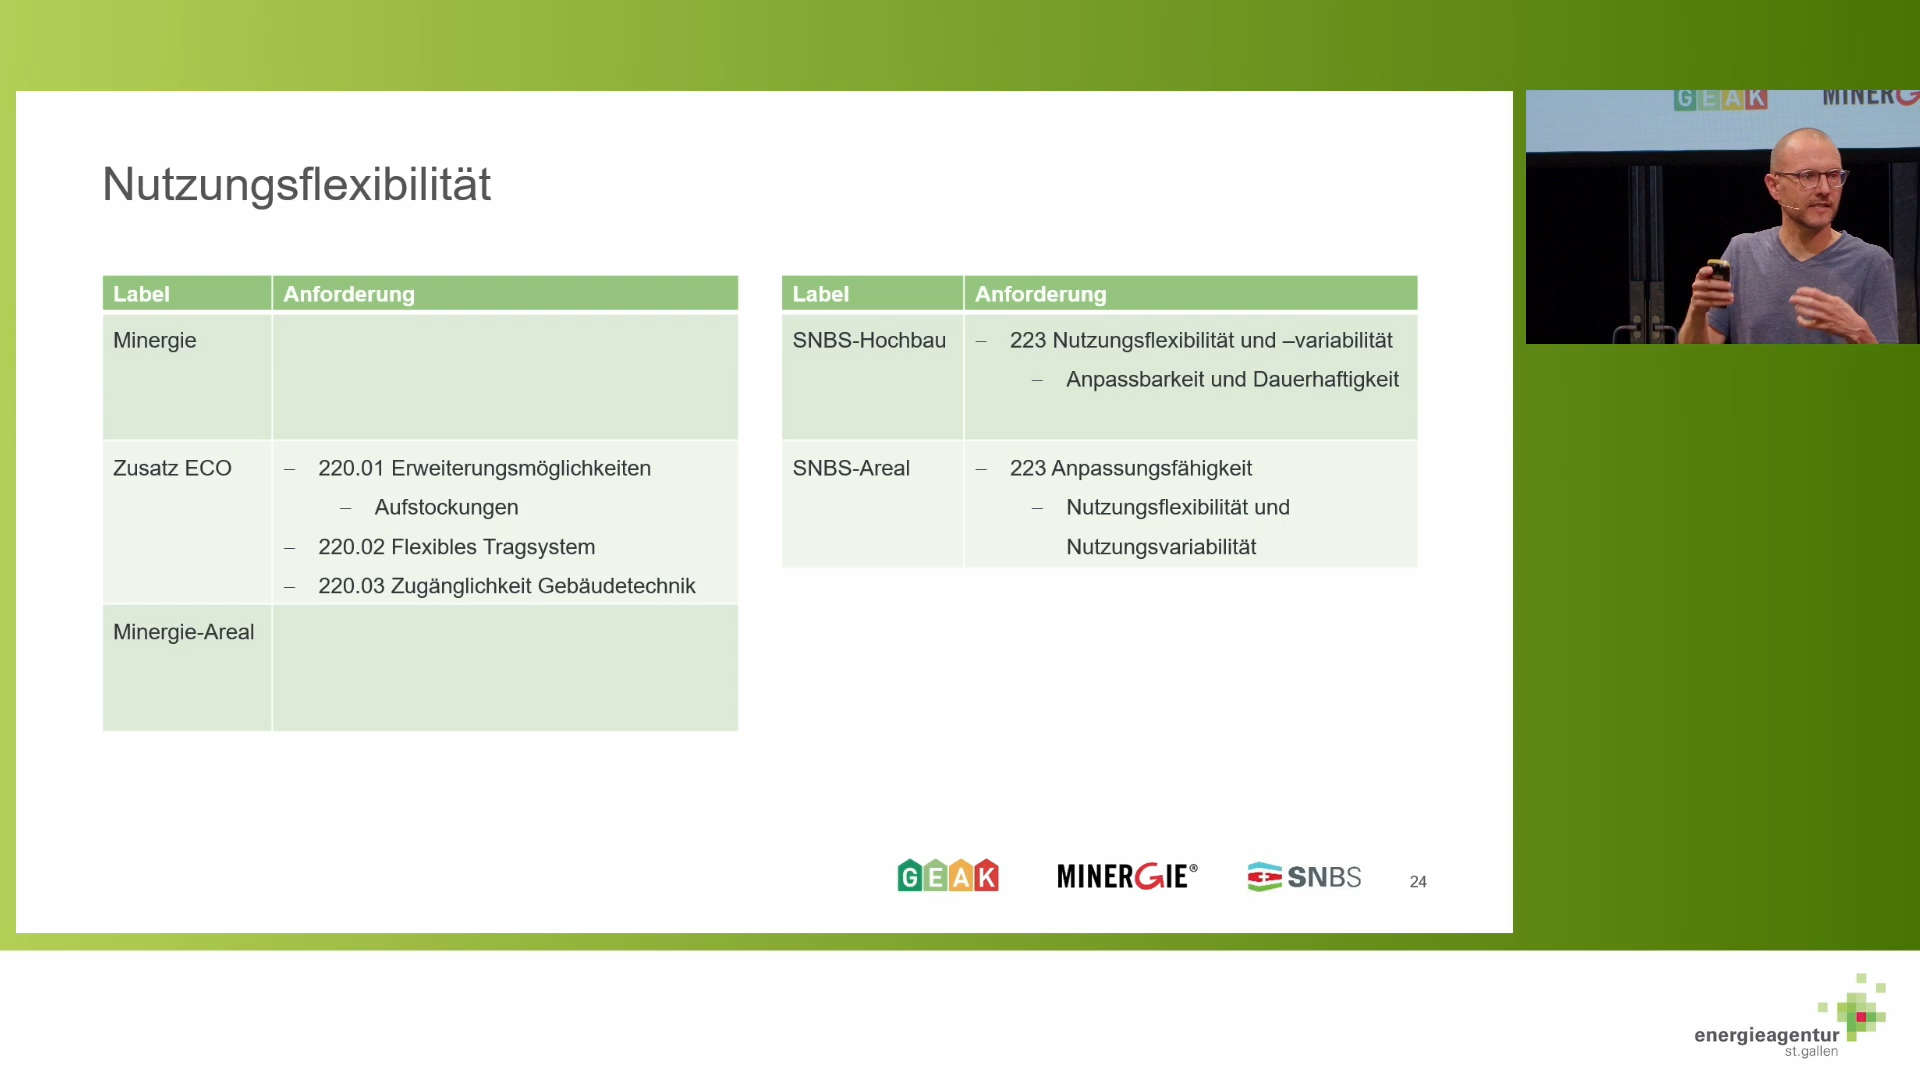 Nutzungsflexibilität
Label Anforderung
Minergie
Zusatz ECO – 220.01 Erweiterungsmöglichkeiten
– Aufstockungen
– 220.02 Flexibles Tragsystem
– 220.03 Zugänglichkeit Gebäudetechnik
Minergie-Areal
Label Anforderung
SNBS-Hochbau – 223 Nutzungsflexibilität und –variabilität
– Anpassbarkeit und Dauerhaftigkeit
SNBS-Areal – 223 Anpassungsfähigkeit
– Nutzungsflexibilität und
Nutzungsvariabilität
GEAK MINERGIE® SNBS 24
GEAK MINERG
energieagentur
st.gallen